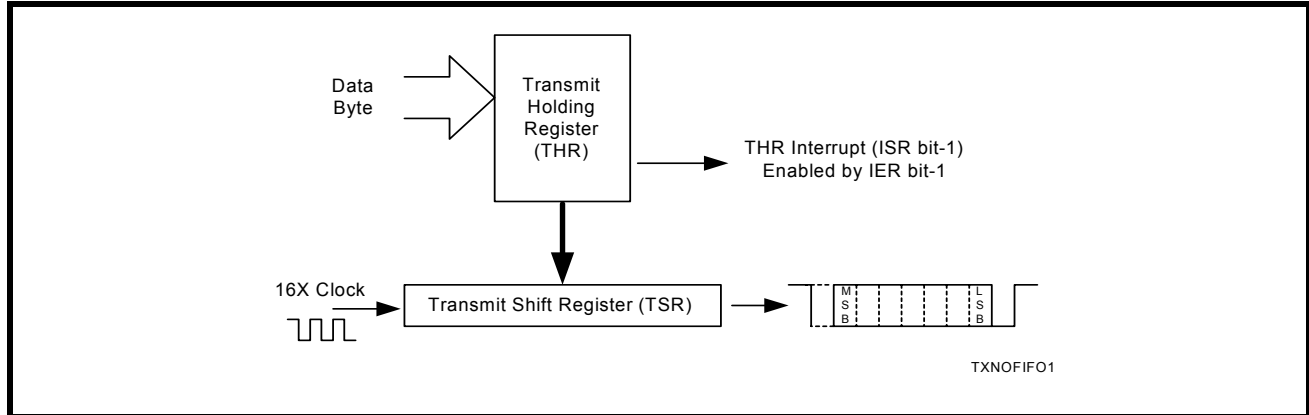 Data
Byte
Transmit
Holding
Register
(THR)
THR Interrupt (ISR bit-1)
Enabled by IER bit-1
16X Clock
Transmit Shift Register (TSR)
M
S
B
L
S
B
TXNOFIFO1